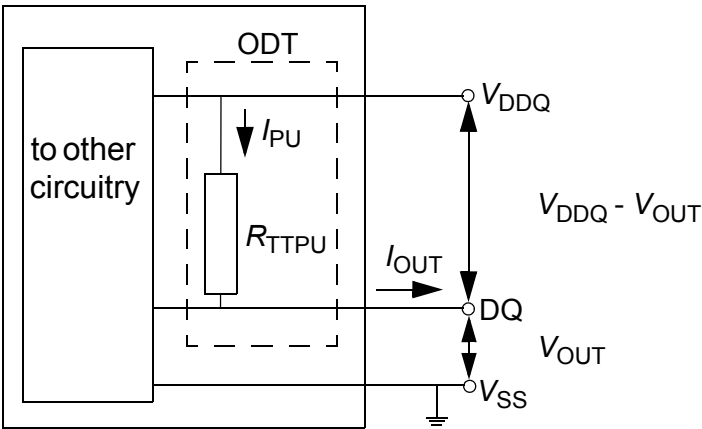 ODT
V_DDQ
I_PU
to other
circuitry
V_DDQ - V_OUT
R_TTPU
I_OUT
DQ
V_OUT
V_SS